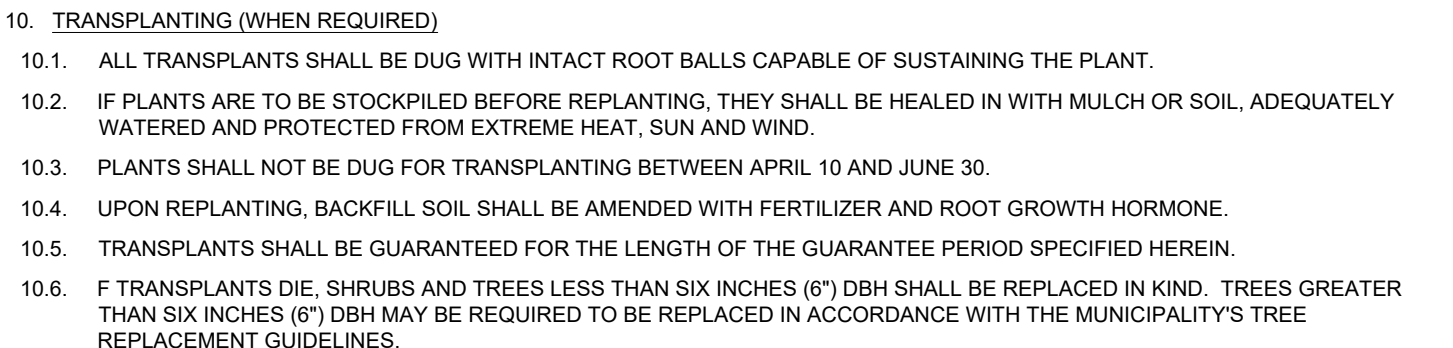 10. TRANSPLANTING (WHEN REQUIRED)
10.1. ALL TRANSPLANTS SHALL BE DUG WITH INTACT ROOT BALLS CAPABLE OF SUSTAINING THE PLANT.
10.2. IF PLANTS ARE TO BE STOCKPILED BEFORE REPLANTING, THEY SHALL BE HEALED IN WITH MULCH OR SOIL, ADEQUATELY
WATERED AND PROTECTED FROM EXTREME HEAT, SUN AND WIND.
10.3. PLANTS SHALL NOT BE DUG FOR TRANSPLANTING BETWEEN APRIL 10 AND JUNE 30.
10.4. UPON REPLANTING, BACKFILL SOIL SHALL BE AMENDED WITH FERTILIZER AND ROOT GROWTH HORMONE.
10.5. TRANSPLANTS SHALL BE GUARANTEED FOR THE LENGTH OF THE GUARANTEE PERIOD SPECIFIED HEREIN.
10.6. F TRANSPLANTS DIE, SHRUBS AND TREES LESS THAN SIX INCHES (6") DBH SHALL BE REPLACED IN KIND. TREES GREATER
THAN SIX INCHES (6") DBH MAY BE REQUIRED TO BE REPLACED IN ACCORDANCE WITH THE MUNICIPALITY'S TREE
REPLACEMENT GUIDELINES.